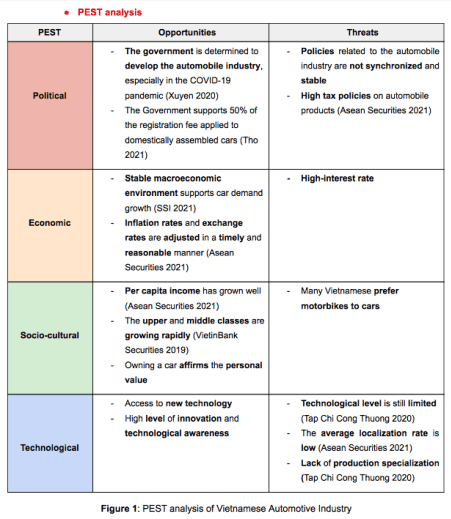 ● PEST analysis
PEST
Opportunities
Threats
Political
- The government is determined to
develop the automobile industry,
especially in the COVID-19
pandemic (Xuyen 2020)
- The Government supports 50% of
the registration fee applied to
domestically assembled cars (Tho
2021)
- Policies related to the automobile
industry are not synchronized and
stable
- High tax policies on automobile
products (Asean Securities 2021)
Economic
- Stable macroeconomic
environment supports car demand
growth (SSI 2021)
- Inflation rates and exchange
rates are adjusted in a timely and
reasonable manner (Asean
Securities 2021)
- High-interest rate
Socio-cultural
- Per capita income has grown well
(Asean Securities 2021)
- The upper and middle classes are
growing rapidly (VietinBank
Securities 2019)
- Owning a car affirms the personal
value
- Many Vietnamese prefer
motorbikes to cars
Technological
- Access to new technology
- High level of innovation and
technological awareness
- Technological level is still limited
(Tap Chi Cong Thuong 2020)
- The average localization rate is
low (Asean Securities 2021)
- Lack of production specialization
(Tap Chi Cong Thuong 2020)
Figure 1: PEST analysis of Vietnamese Automotive Industry